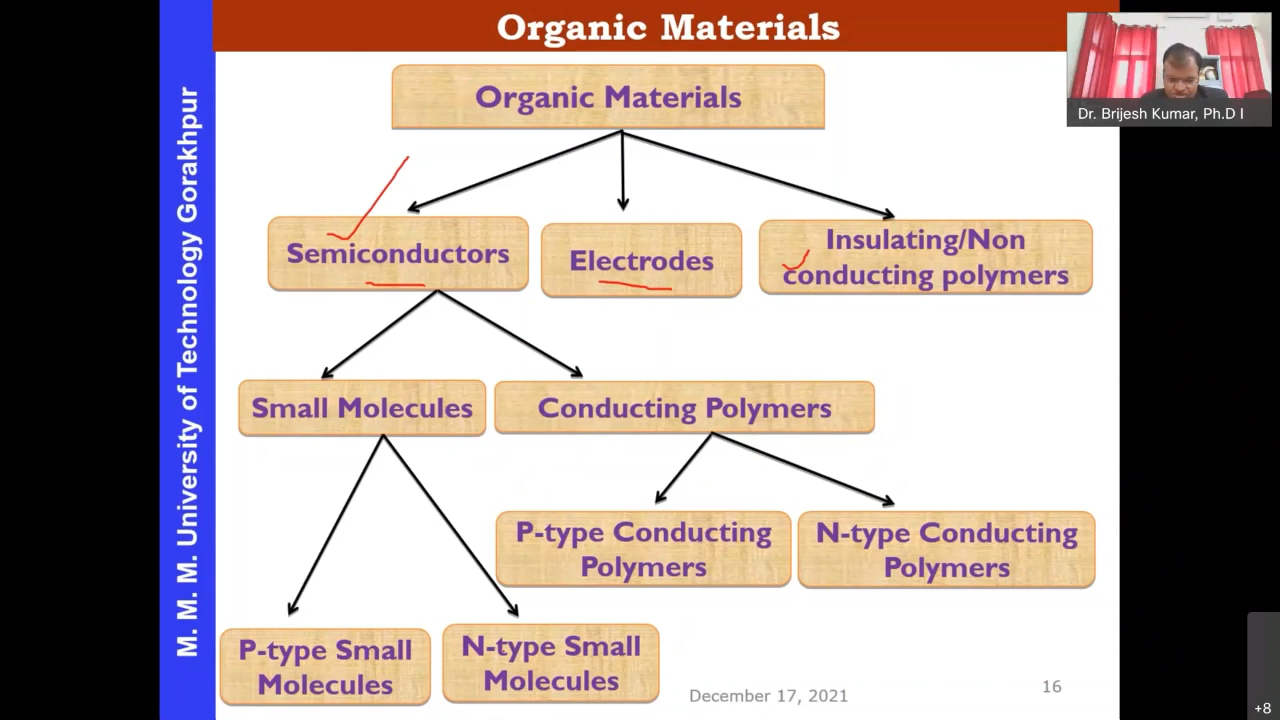 Organic Materials
Dr. Brijesh Kumar, Ph.D I
M. M. M. University of Technology Gorakhpur
Organic Materials
Semiconductors
Electrodes
Insulating/Non
conducting polymers
Small Molecules
Conducting Polymers
P-type Conducting
Polymers
N-type Conducting
Polymers
P-type Small
Molecules
N-type Small
Molecules
December 17, 2021
16
+8